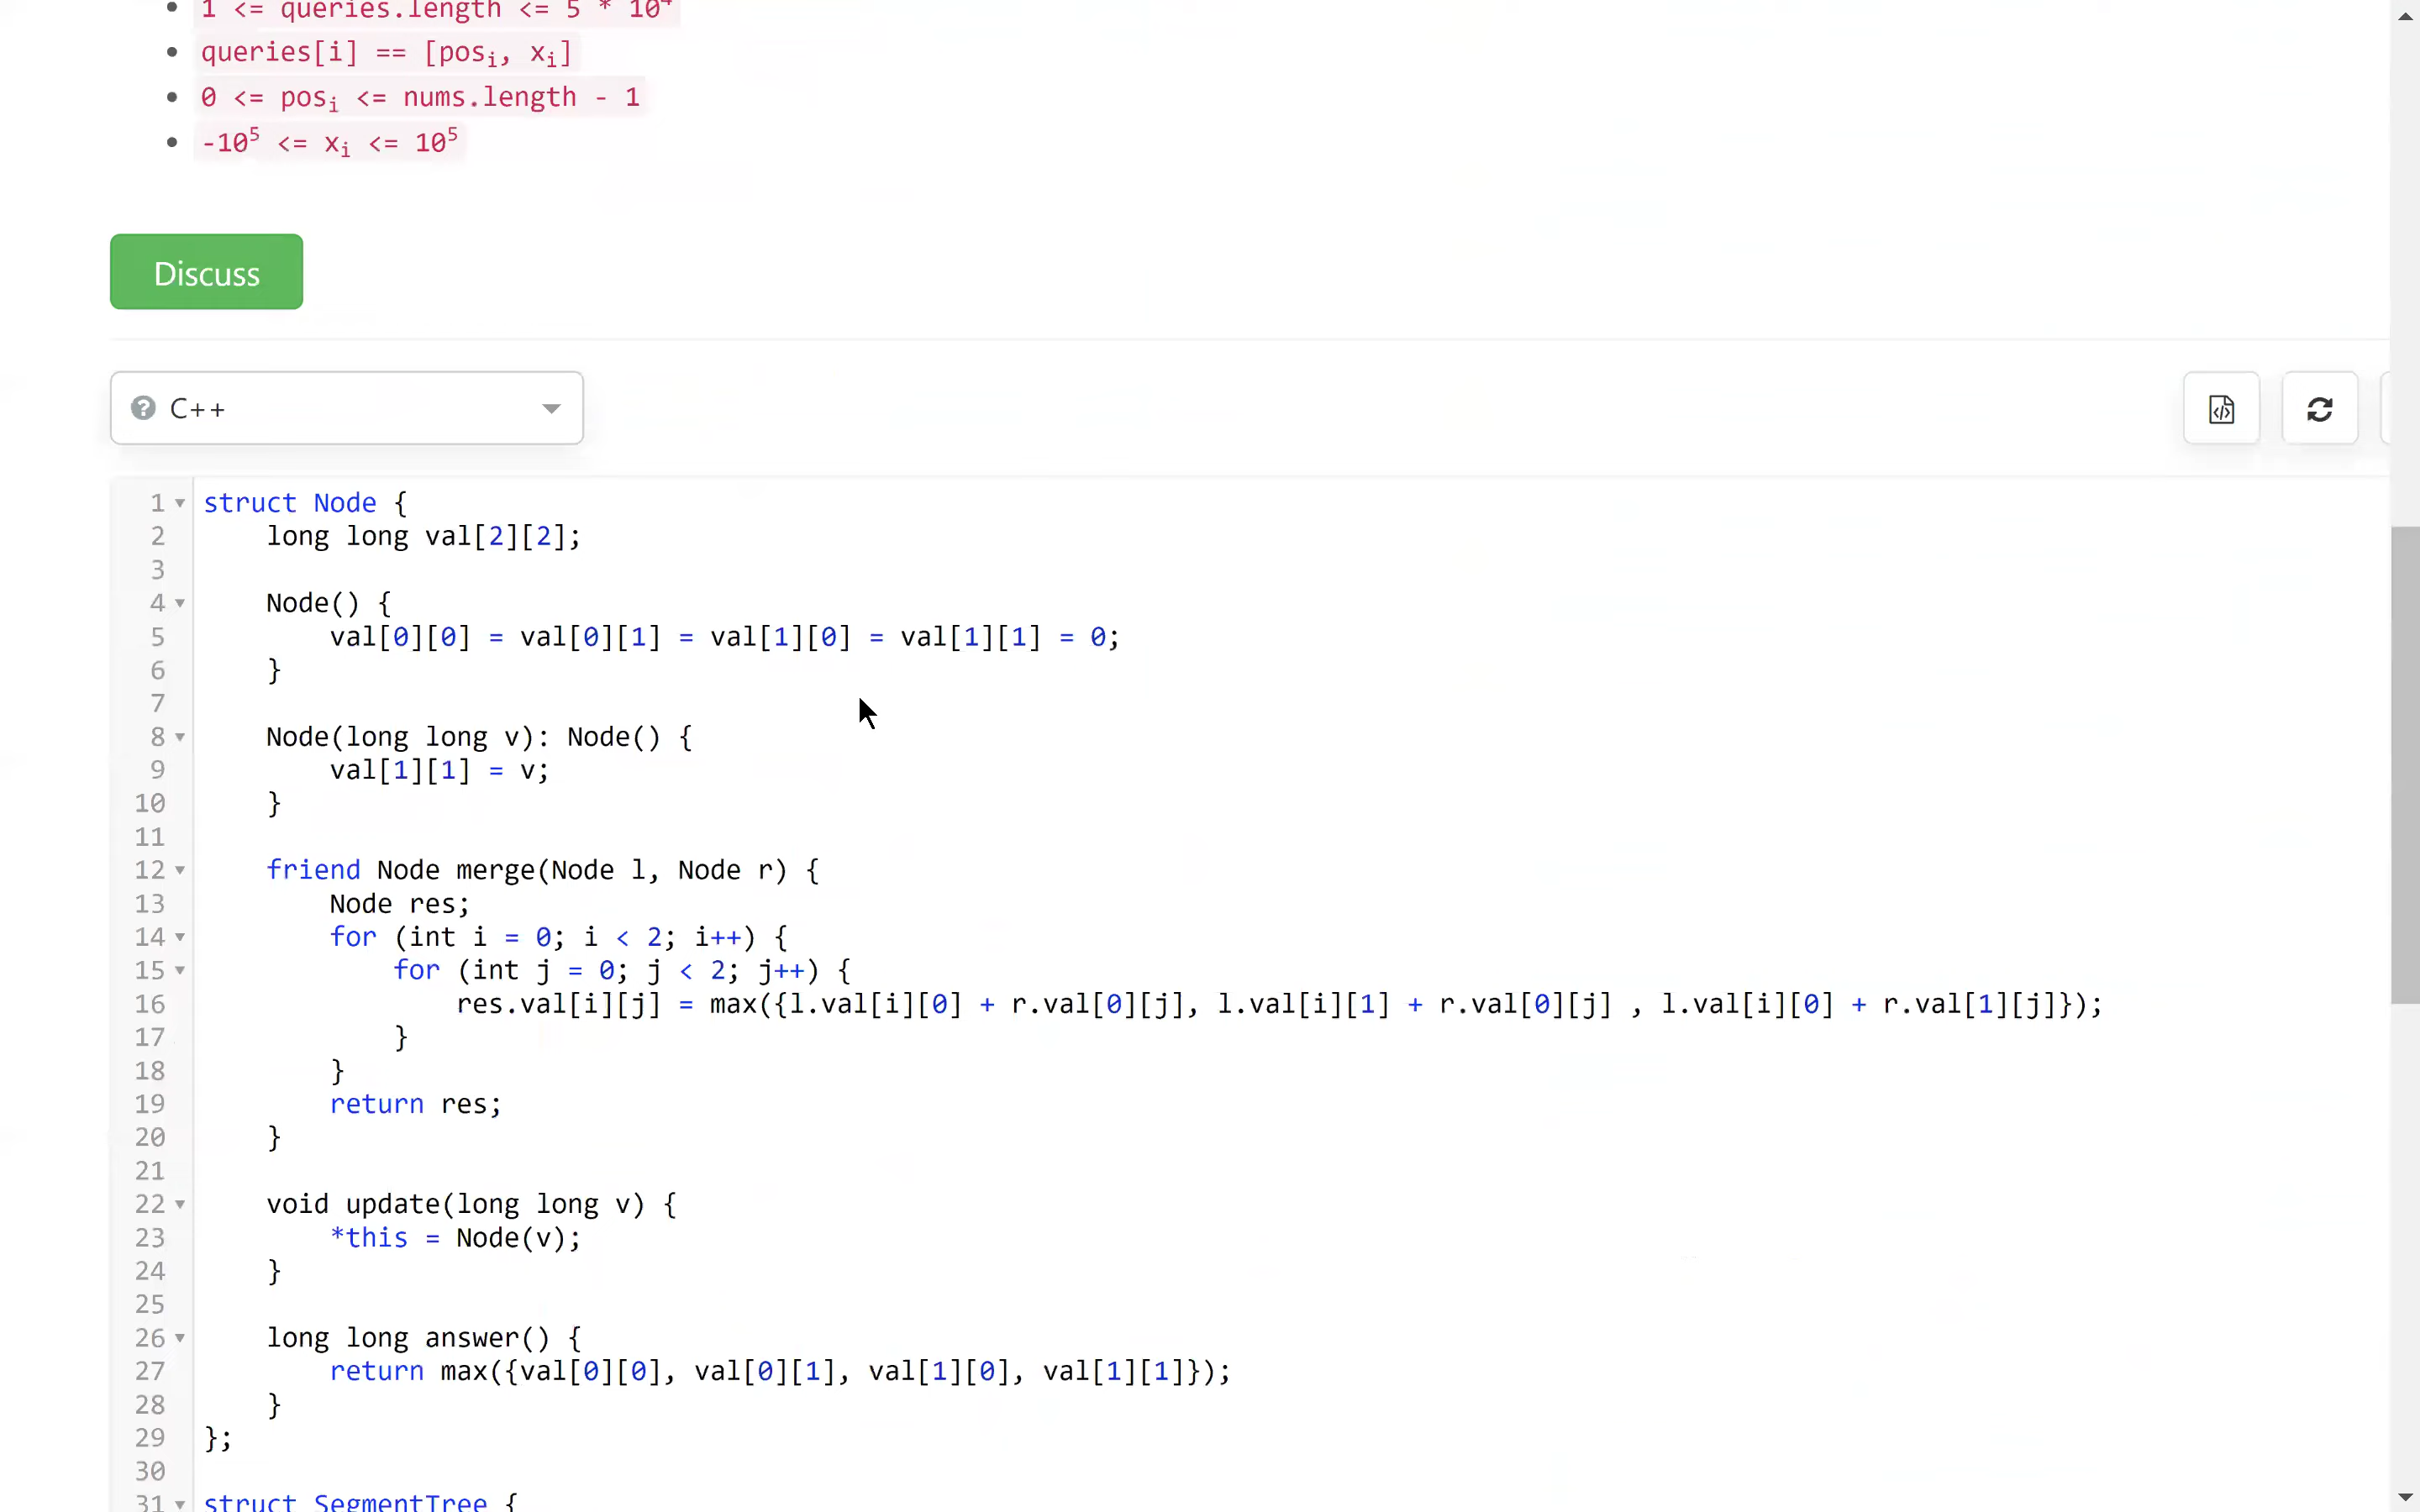 1 <= queries.length <= 5 * 10⁴
queries[i] == [posᵢ, xᵢ]
0 <= posᵢ <= nums.length - 1
-10⁵ <= xᵢ <= 10⁵
Discuss
C++
1 struct Node {
2     long long val[2][2];
3
4     Node() {
5         val[0][0] = val[0][1] = val[1][0] = val[1][1] = 0;
6     }
7
8     Node(long long v): Node() {
9         val[1][1] = v;
10     }
11
12     friend Node merge(Node l, Node r) {
13         Node res;
14         for (int i = 0; i < 2; i++) {
15             for (int j = 0; j < 2; j++) {
16                 res.val[i][j] = max({l.val[i][0] + r.val[0][j], l.val[i][1] + r.val[0][j] , l.val[i][0] + r.val[1][j]});
17             }
18         }
19         return res;
20     }
21
22     void update(long long v) {
23         *this = Node(v);
24     }
25
26     long long answer() {
27         return max({val[0][0], val[0][1], val[1][0], val[1][1]});
28     }
29 };
30
31 struct SegmentTree {